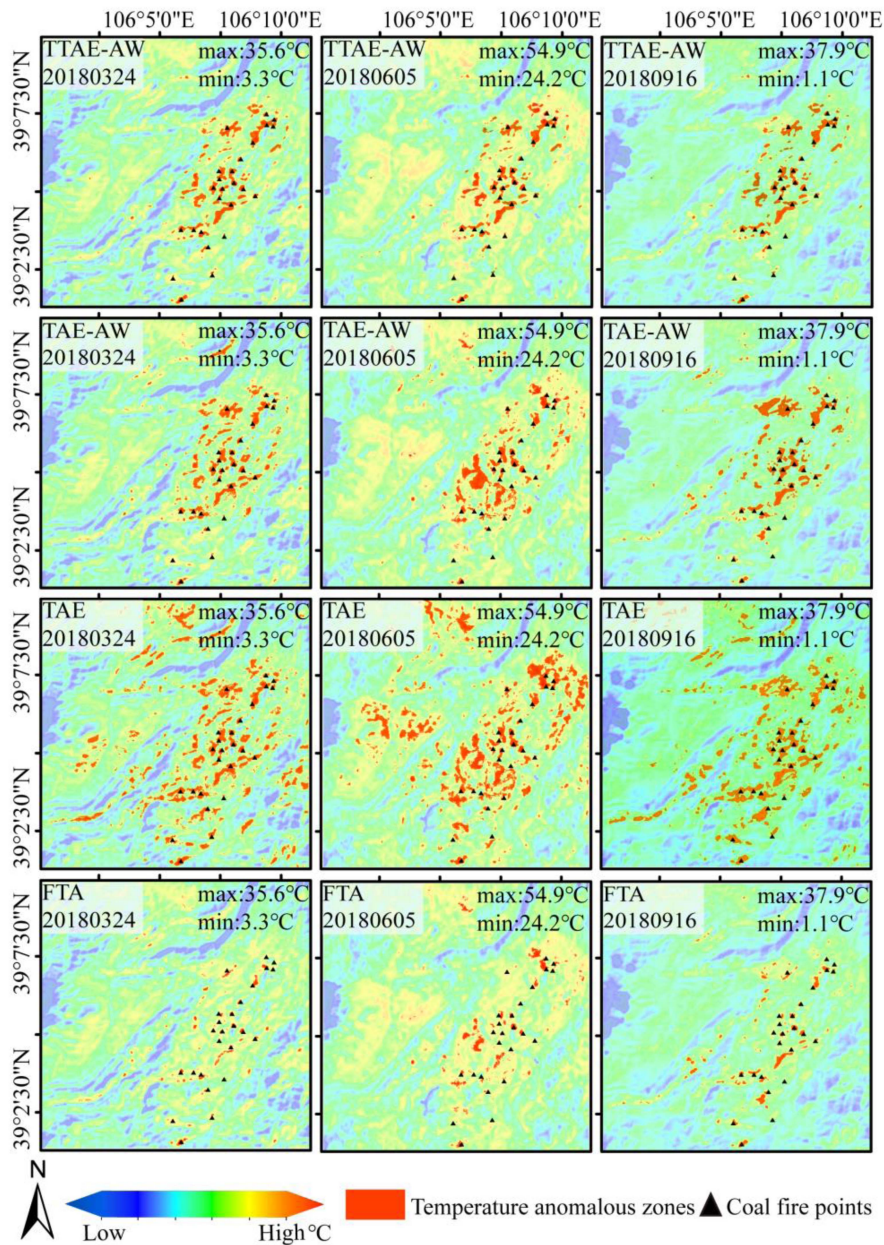 106°5'0"E 106°10'0"E 106°5'0"E 106°10'0"E 106°5'0"E 106°10'0"E
TTAE-AW max:35.6°C TTAE-AW max:54.9°C TTAE-AW max:37.9°C
20180324 min:3.3°C 20180605 min:24.2°C 20180916 min:1.1°C
39°7'30"N
39°2'30"N
TAE-AW max:35.6°C TAE-AW max:54.9°C TAE-AW max:37.9°C
20180324 min:3.3°C 20180605 min:24.2°C 20180916 min:1.1°C
39°7'30"N
39°2'30"N
TAE max:35.6°C TAE max:54.9°C TAE max:37.9°C
20180324 min:3.3°C 20180605 min:24.2°C 20180916 min:1.1°C
39°7'30"N
39°2'30"N
FTA max:35.6°C FTA max:54.9°C FTA max:37.9°C
20180324 min:3.3°C 20180605 min:24.2°C 20180916 min:1.1°C
39°7'30"N
39°2'30"N
N
Low High°C Temperature anomalous zones Coal fire points